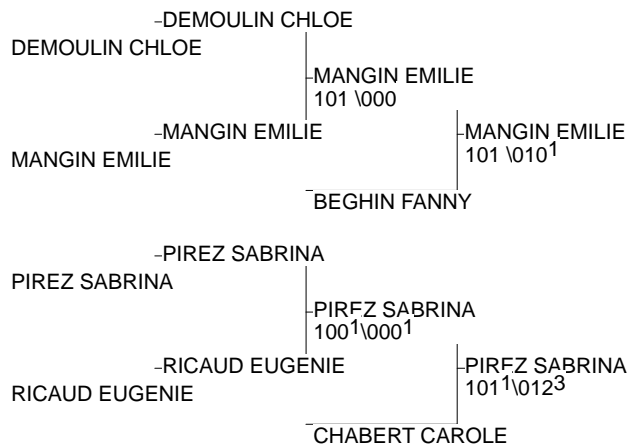 -DEMOULIN CHLOE
DEMOULIN CHLOE
-MANGIN EMILIE
101 \000
-MANGIN EMILIE
-MANGIN EMILIE
101 \010¹
MANGIN EMILIE
BEGHIN FANNY
-PIREZ SABRINA
PIREZ SABRINA
-PIREZ SABRINA
100¹\000¹
-RICAUD EUGENIE
-PIREZ SABRINA
101¹\012³
RICAUD EUGENIE
CHABERT CAROLE